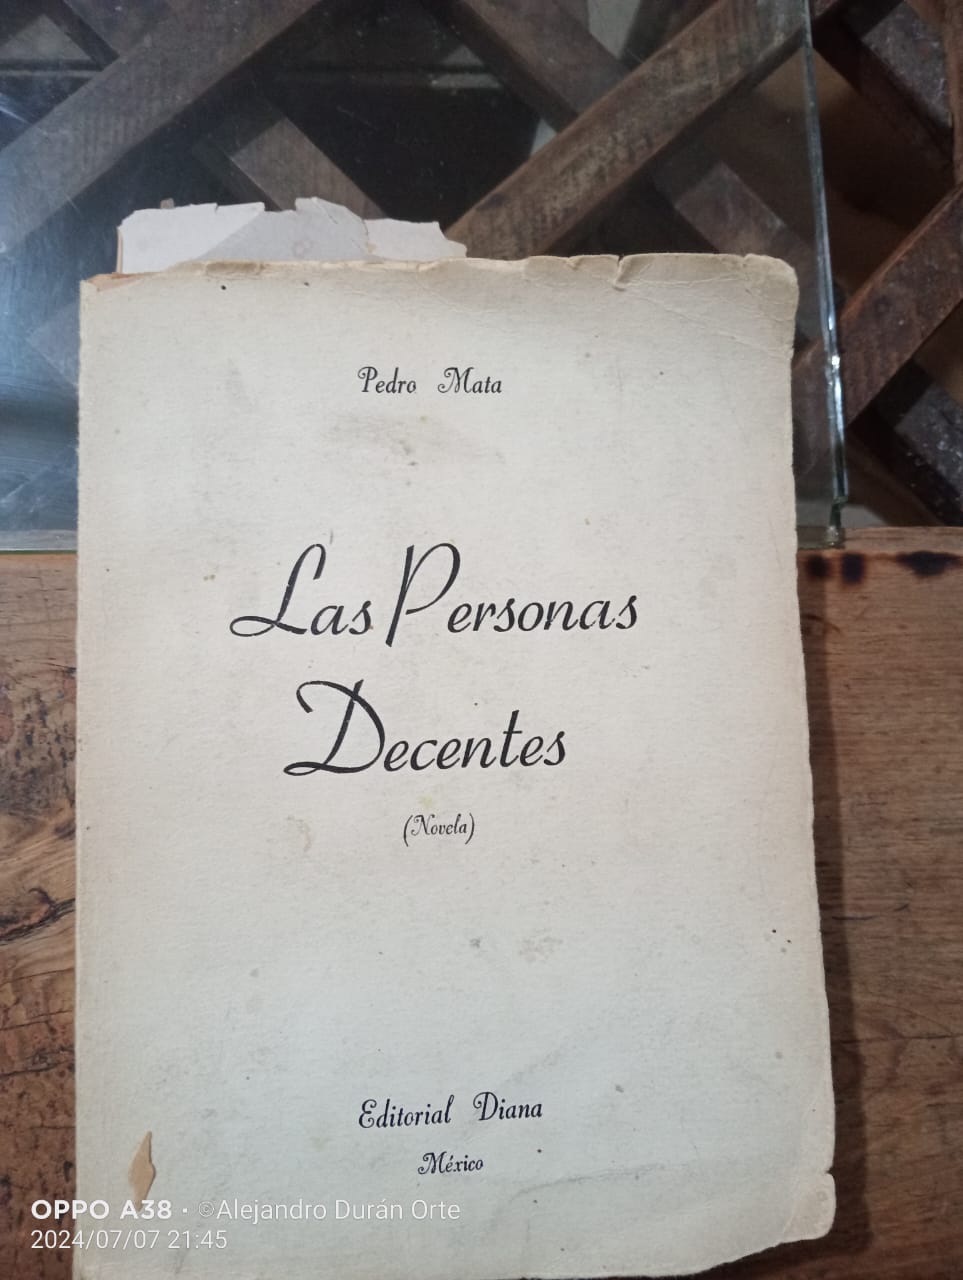 Pedro Mata
Las Personas
Decentes
(Novela)
Editorial Diana
México
OPPO A38 · ©Alejandro Durán Orte
2024/07/07 21:45